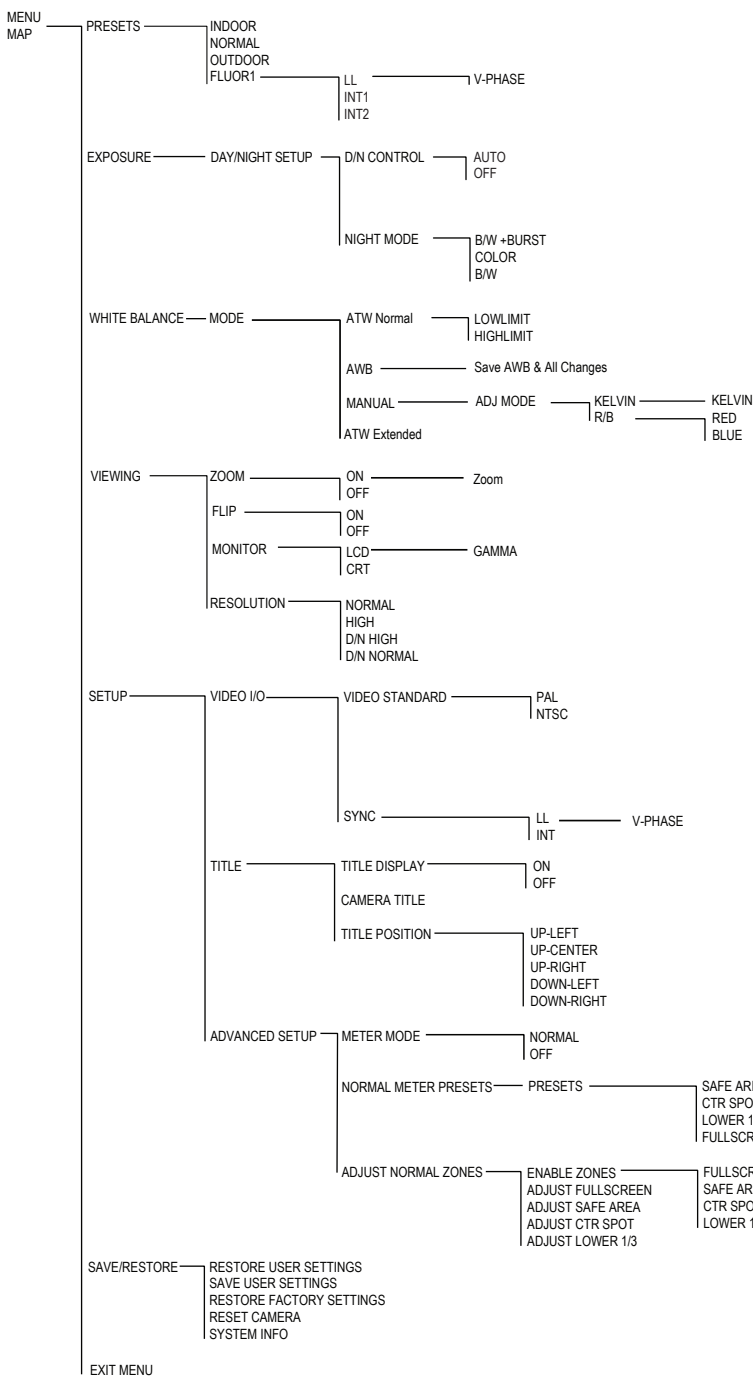 MENU
MAP
PRESETS
INDOOR
NORMAL
OUTDOOR
FLUOR1
LL
INT1
INT2
V-PHASE
EXPOSURE
DAY/NIGHT SETUP
D/N CONTROL
AUTO
OFF
NIGHT MODE
B/W +BURST
COLOR
B/W
WHITE BALANCE
MODE
ATW Normal
LOWLIMIT
HIGHLIMIT
AWB
Save AWB & All Changes
MANUAL
ADJ MODE
KELVIN
KELVIN
R/B
RED
BLUE
ATW Extended
VIEWING
ZOOM
ON
OFF
Zoom
FLIP
ON
OFF
MONITOR
LCD
CRT
GAMMA
RESOLUTION
NORMAL
HIGH
D/N HIGH
D/N NORMAL
SETUP
VIDEO I/O
VIDEO STANDARD
PAL
NTSC
SYNC
LL
INT
V-PHASE
TITLE
TITLE DISPLAY
ON
OFF
CAMERA TITLE
TITLE POSITION
UP-LEFT
UP-CENTER
UP-RIGHT
DOWN-LEFT
DOWN-RIGHT
ADVANCED SETUP
METER MODE
NORMAL
OFF
NORMAL METER PRESETS
PRESETS
SAFE
CTR
LOWER
ADJUST NORMAL ZONES
ENABLE ZONES
ADJUST FULLSCREEN
ADJUST SAFE AREA
ADJUST CTR SPOT
ADJUST LOWER 1/3
SAFE
CTR
LOWER
SAVE/RESTORE
RESTORE USER SETTINGS
SAVE USER SETTINGS
RESTORE FACTORY SETTINGS
RESET CAMERA
SYSTEM INFO
EXIT MENU